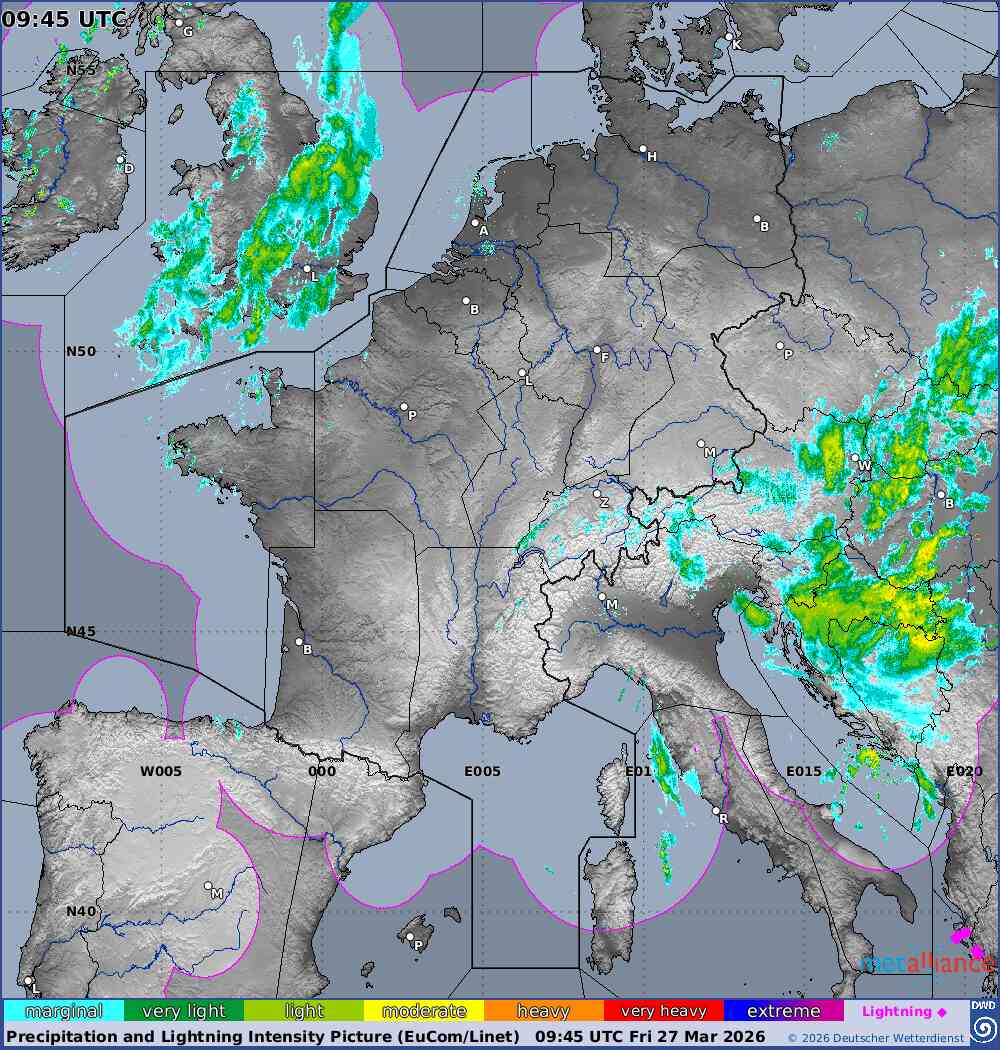 09:45 UTC
G
K
N55
D
H
A
B
L
B
N50
F
P
L
P
M
W
Z
B
M
N45
B
W005
000
E005
E01
E015
E020
R
M
N40
P
L
metalliance
marginal very light light moderate heavy very heavy extreme Lightning ◆
DWD
Precipitation and Lightning Intensity Picture (EuCom/Linet) 09:45 UTC Fri 27 Mar 2026 © 2026 Deutscher Wetterdienst